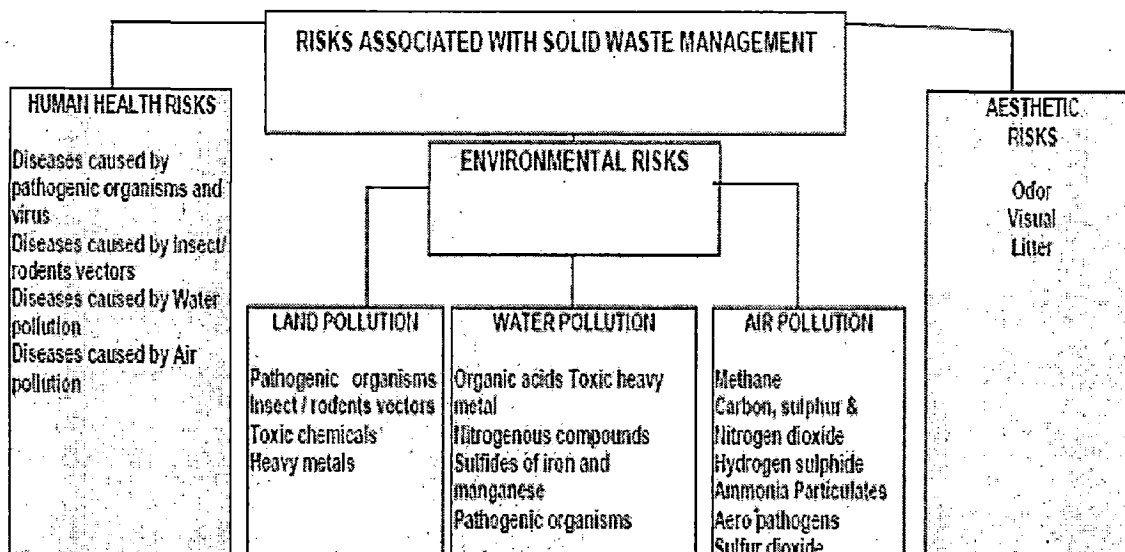 RISKS ASSOCIATED WITH SOLID WASTE MANAGEMENT
HUMAN HEALTH RISKS
Diseases caused by
pathogenic organisms and
virus
Diseases caused by Insect/
rodents vectors
Diseases caused by Water
pollution
Diseases caused by Air
pollution
ENVIRONMENTAL RISKS
LAND POLLUTION
Pathogenic organisms
Insect / rodents vectors
Toxic chemicals
Heavy metals
WATER POLLUTION
Organic acids Toxic heavy
metal
Nitrogenous compounds
Sulfides of iron and
manganese
Pathogenic organisms
AIR POLLUTION
Methane
Carbon, sulphur &
Nitrogen dioxide
Hydrogen sulphide
Ammonia Particulates
Aero pathogens
Sulfur dioxide
AESTHETIC
RISKS
Odor
Visual
Litter